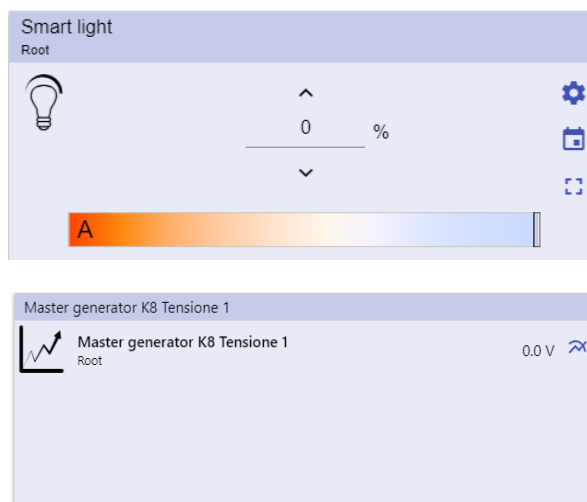 Smart light
Root
0 %
A
Master generator K8 Tensione 1
Master generator K8 Tensione 1
Root
0.0 V